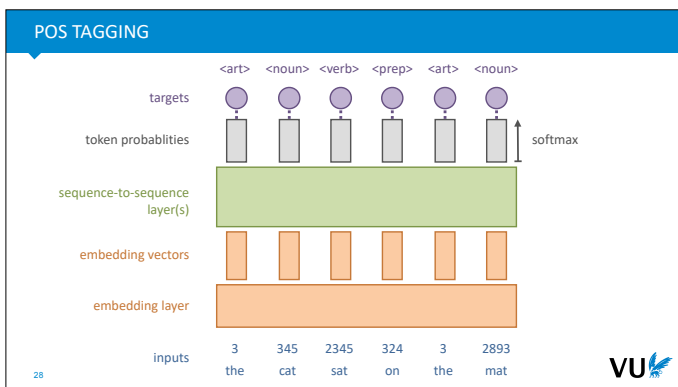 POS TAGGING
<art> <noun> <verb> <prep> <art> <noun>
targets
token probablities
softmax
sequence-to-sequence
layer(s)
embedding vectors
embedding layer
inputs
3 345 2345 324 3 2893
the cat sat on the mat
28
VU